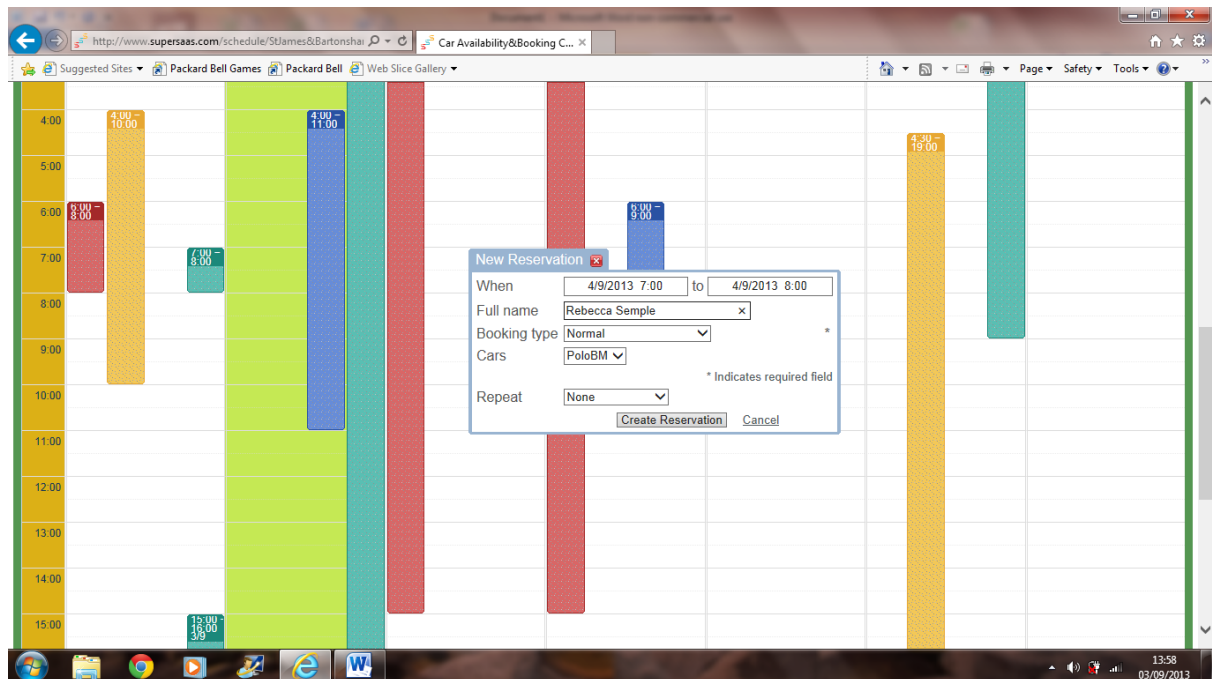 http://www.supersaas.com/schedule/StJames&Bartonshar
Car Availability&Booking C...
Suggested Sites
Packard Bell Games
Packard Bell
Web Slice Gallery
Page
Safety
Tools
4:00
4:00 –
10:00
4:00 –
11:00
4:30 –
19:00
5:00
6:00
6:00 –
8:00
6:00 –
9:00
7:00
7:00 –
8:00
New Reservation
When 4/9/2013 7:00 to 4/9/2013 8:00
Full name Rebecca Semple
Booking type Normal *
Cars PoloBM
* Indicates required field
Repeat None
Create Reservation Cancel
8:00
9:00
10:00
11:00
12:00
13:00
14:00
15:00
15:00 -
16:00
3/9
13:58
03/09/2013